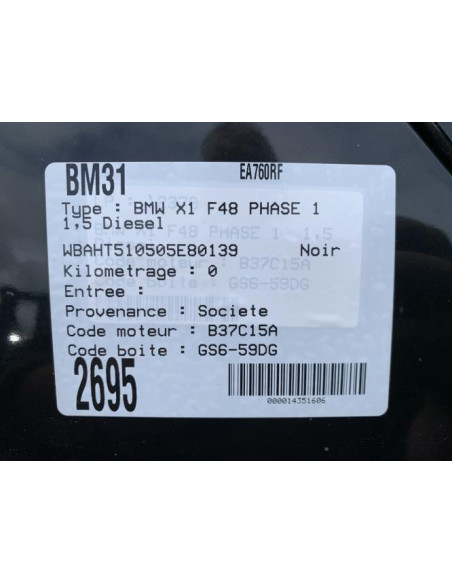 BM31 EA760RF
Type : BMW X1 F48 PHASE 1
1,5 Diesel
WBAHT510505E80139 Noir
Kilometrage : 0
Entree :
Provenance : Societe
Code moteur : B37C15A
Code boite : GS6-59DG
2695
000014351606